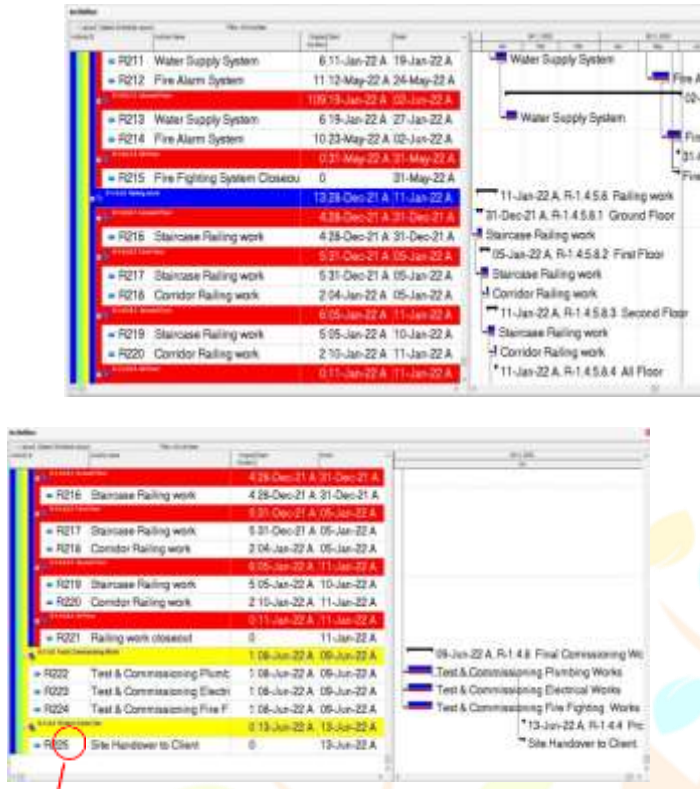 R211 Water Supply System 6 11-Jan-22 A 19-Jan-22 A Water Supply System
R212 Fire Alarm System 11 12-May-22 A 24-May-22 A Fire A
109 19-Jan-22 A 02-Jun-22 A 02-
R213 Water Supply System 6 19-Jan-22 A 27-Jan-22 A Water Supply System
R214 Fire Alarm System 10 23-May-22 A 02-Jun-22 A Fire
0 31-May-22 A 31-May-22 A
R215 Fire Fighting System Closeou 0 31-May-22 A Fire
13 28-Dec-21 A 11-Jan-22 A 11-Jan-22 A, R-1.4.5.8 Railing work
4 28-Dec-21 A 31-Dec-21 A 31-Dec-21 A, R-1.4.5.8.1 Ground Floor
R216 Staircase Railing work 4 28-Dec-21 A 31-Dec-21 A Staircase Railing work
5 31-Dec-21 A 05-Jan-22 A 05-Jan-22 A, R-1.4.5.8.2 First Floor
R217 Staircase Railing work 5 31-Dec-21 A 05-Jan-22 A Staircase Railing work
R218 Corridor Railing work 2 04-Jan-22 A 05-Jan-22 A Corridor Railing work
6 05-Jan-22 A 11-Jan-22 A 11-Jan-22 A, R-1.4.5.8.3 Second Floor
R219 Staircase Railing work 5 05-Jan-22 A 10-Jan-22 A Staircase Railing work
R220 Corridor Railing work 2 10-Jan-22 A 11-Jan-22 A Corridor Railing work
0 11-Jan-22 A 11-Jan-22 A 11-Jan-22 A, R-1.4.5.8.4 All Floor
4 28-Dec-21 A 31-Dec-21 A
R216 Staircase Railing work 4 28-Dec-21 A 31-Dec-21 A
5 31-Dec-21 A 05-Jan-22 A
R217 Staircase Railing work 5 31-Dec-21 A 05-Jan-22 A
R218 Corridor Railing work 2 04-Jan-22 A 05-Jan-22 A
6 05-Jan-22 A 11-Jan-22 A
R219 Staircase Railing work 5 05-Jan-22 A 10-Jan-22 A
R220 Corridor Railing work 2 10-Jan-22 A 11-Jan-22 A
0 11-Jan-22 A 11-Jan-22 A
R221 Railing work closeout 0 11-Jan-22 A
1 08-Jun-22 A 09-Jun-22 A 09-Jun-22 A, R-1.4.6 Final Comissioning Wo
R222 Test & Commissioning Plumb 1 08-Jun-22 A 09-Jun-22 A Test & Commissioning Plumbing Works
R223 Test & Commissioning Electri 1 08-Jun-22 A 09-Jun-22 A Test & Commissioning Electrical Works
R224 Test & Commissioning Fire F 1 08-Jun-22 A 09-Jun-22 A Test & Commissioning Fire Fighting Works
0 13-Jun-22 A 13-Jun-22 A 13-Jun-22 A, R-1.4.4 Pro
R225 Site Handover to Client 0 13-Jun-22 A Site Handover to Client